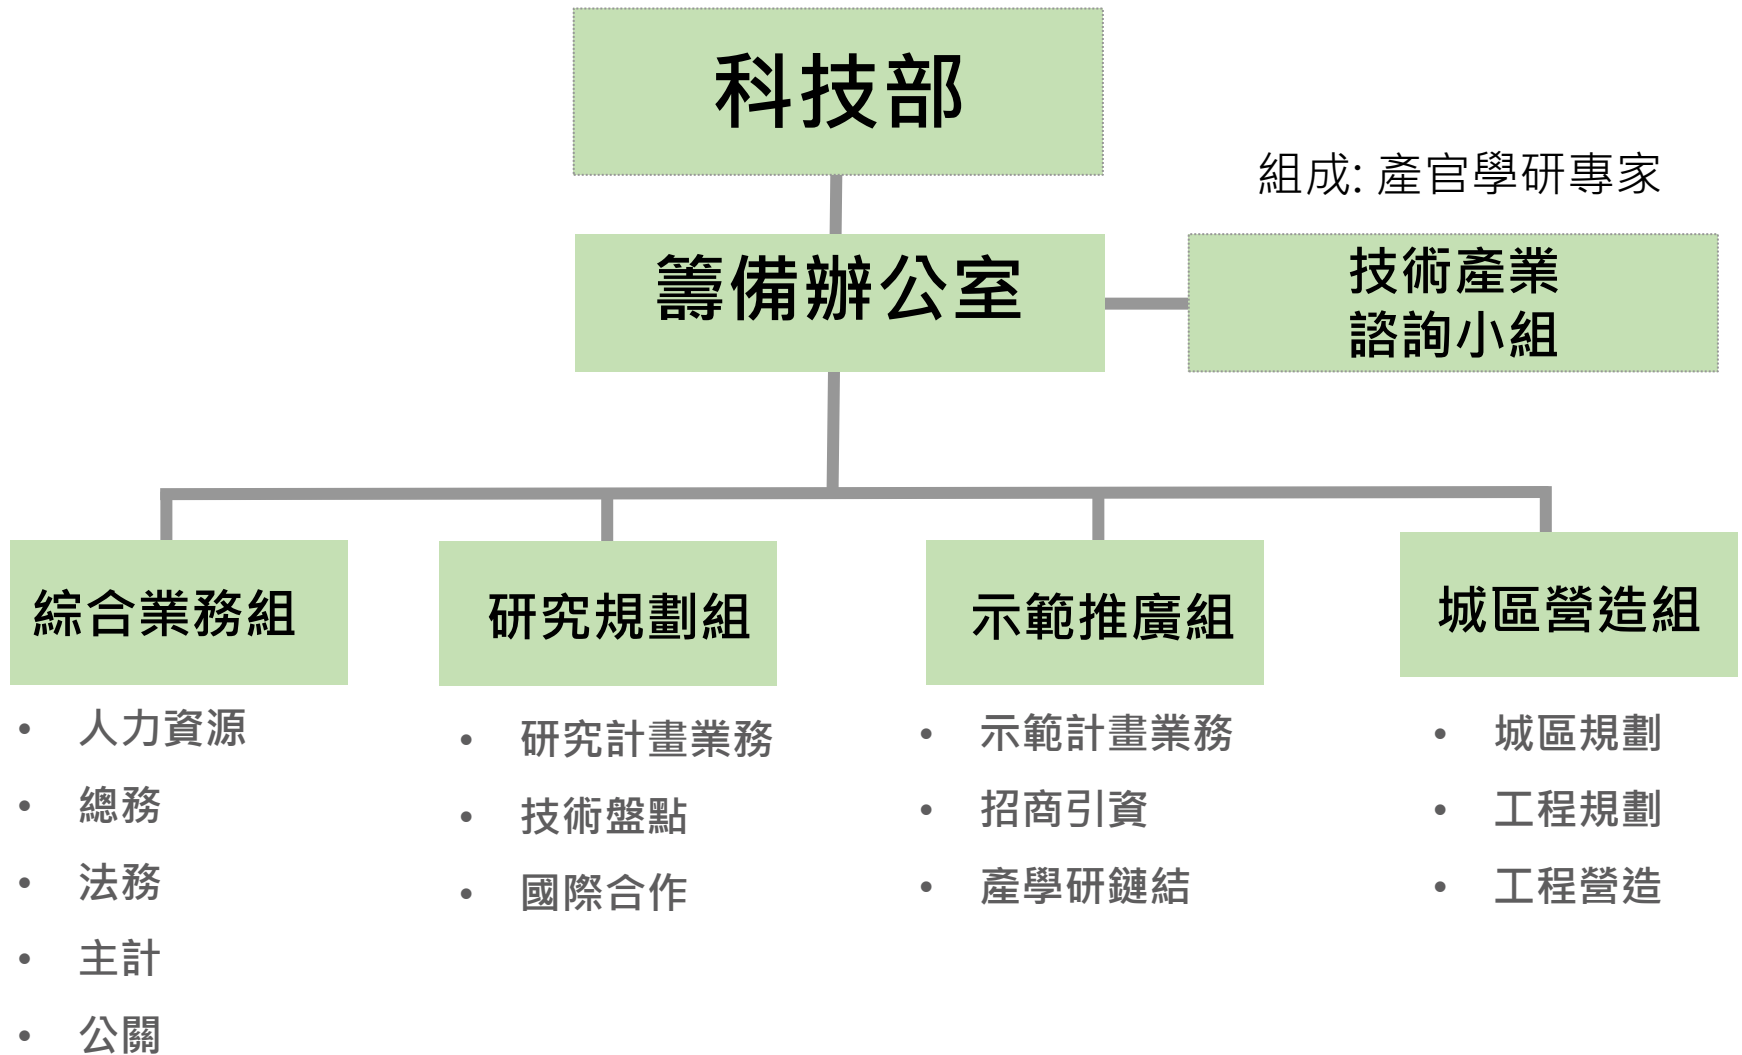 科技部
組成: 產官學研專家
籌備辦公室
技術產業
諮詢小組
綜合業務組
• 人力資源
• 總務
• 法務
• 主計
• 公關
研究規劃組
• 研究計畫業務
• 技術盤點
• 國際合作
示範推廣組
• 示範計畫業務
• 招商引資
• 產學研鏈結
城區營造組
• 城區規劃
• 工程規劃
• 工程營造